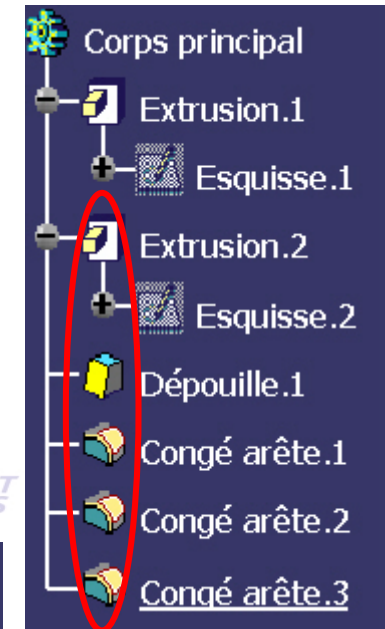 Corps principal
Extrusion.1
Esquisse.1
Extrusion.2
Esquisse.2
Dépouille.1
Congé arête.1
Congé arête.2
Congé arête.3